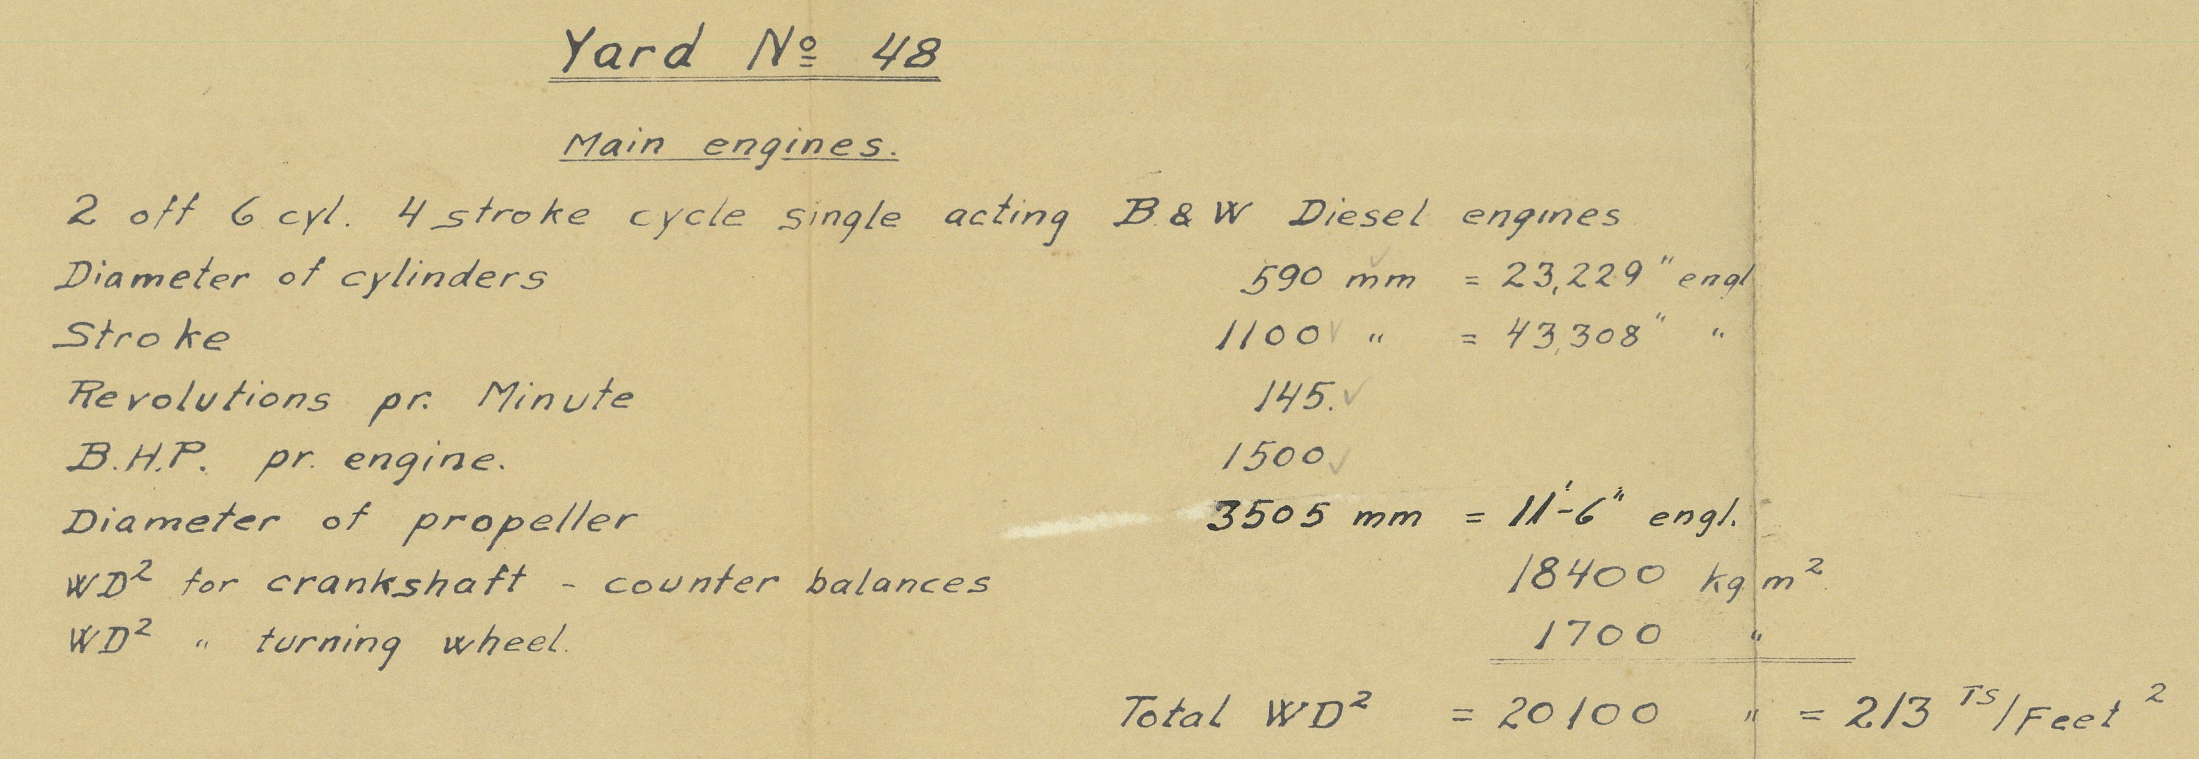 Yard Nº 48
Main engines.
2 off 6 cyl. 4 stroke cycle single acting B & W Diesel engines
Diameter of cylinders 590 mm = 23,229" engl
Stroke 1100 " = 43,308" "
Revolutions pr. Minute 145.
B.H.P. pr. engine. 1500
Diameter of propeller 3505 mm = 11'-6" engl.
WD² for crankshaft - counter balances 18400 kg m²
WD² " turning wheel. 1700 "
Total WD² = 20100 " = 213 TS/Feet²